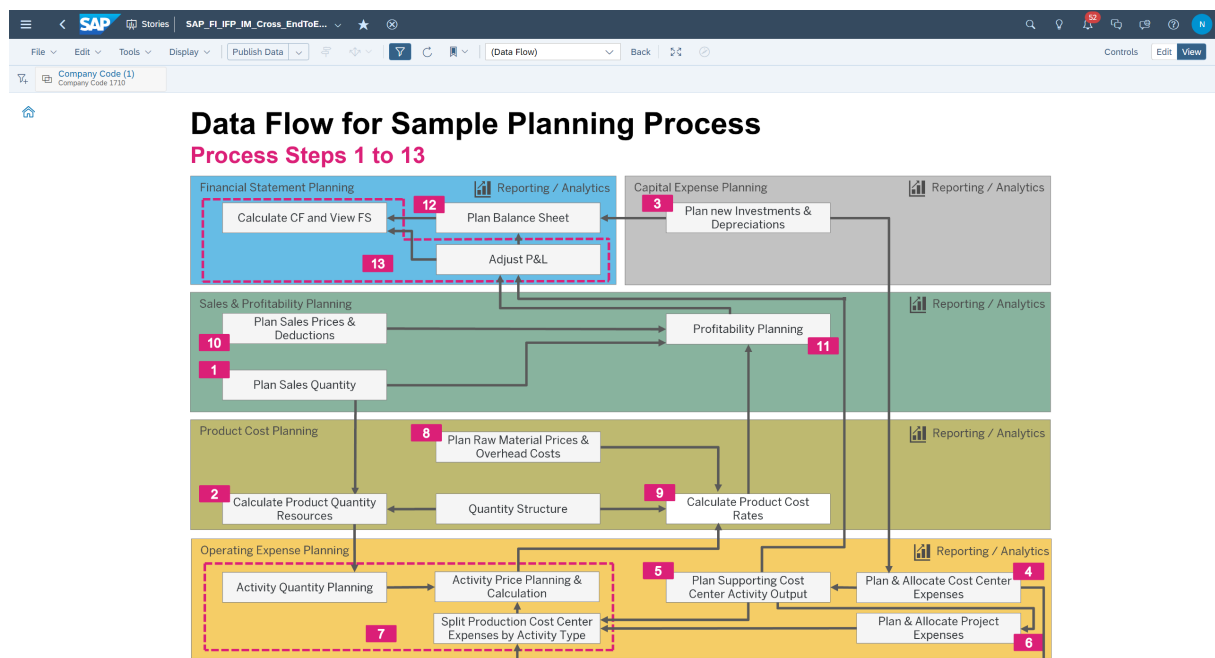 SAP Stories SAP_FI_IFP_IM_Cross_EndToE... 52 N
File Edit Tools Display Publish Data (Data Flow) Back Controls Edit View
Company Code (1)
Company Code 1710
Data Flow for Sample Planning Process
Process Steps 1 to 13
Financial Statement Planning
Reporting / Analytics
Calculate CF and View FS
12
Plan Balance Sheet
13
Adjust P&L
Capital Expense Planning
Reporting / Analytics
3
Plan new Investments &
Depreciations
Sales & Profitability Planning
Reporting / Analytics
Plan Sales Prices &
Deductions
10
Profitability Planning
11
1
Plan Sales Quantity
Product Cost Planning
Reporting / Analytics
8
Plan Raw Material Prices &
Overhead Costs
2
Calculate Product Quantity
Resources
Quantity Structure
9
Calculate Product Cost
Rates
Operating Expense Planning
Reporting / Analytics
Activity Quantity Planning
Activity Price Planning &
Calculation
5
Plan Supporting Cost
Center Activity Output
4
Plan & Allocate Cost Center
Expenses
7
Split Production Cost Center
Expenses by Activity Type
Plan & Allocate Project
Expenses
6